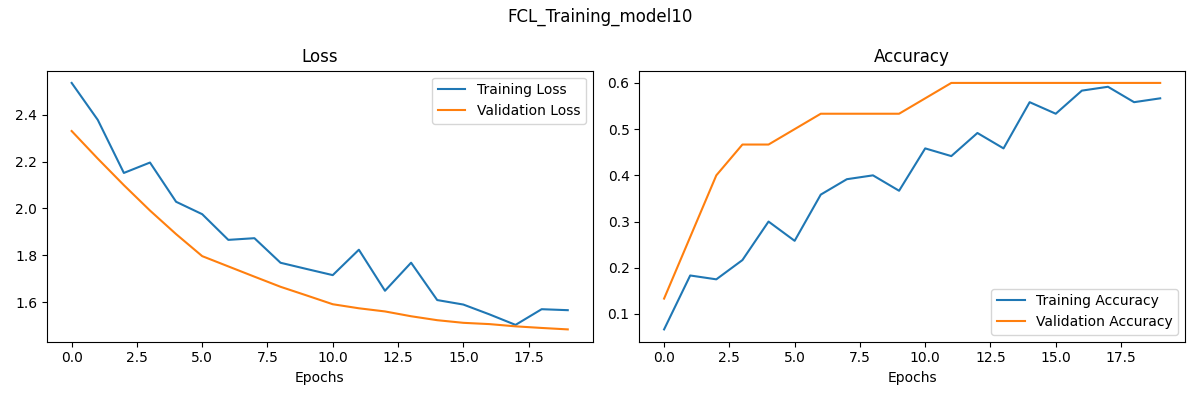 FCL_Training_model10
Loss
Training Loss
Validation Loss
2.4
2.2
2.0
1.8
1.6
0.0 2.5 5.0 7.5 10.0 12.5 15.0 17.5
Epochs
Accuracy
0.6
0.5
0.4
0.3
0.2
0.1
Training Accuracy
Validation Accuracy
0.0 2.5 5.0 7.5 10.0 12.5 15.0 17.5
Epochs